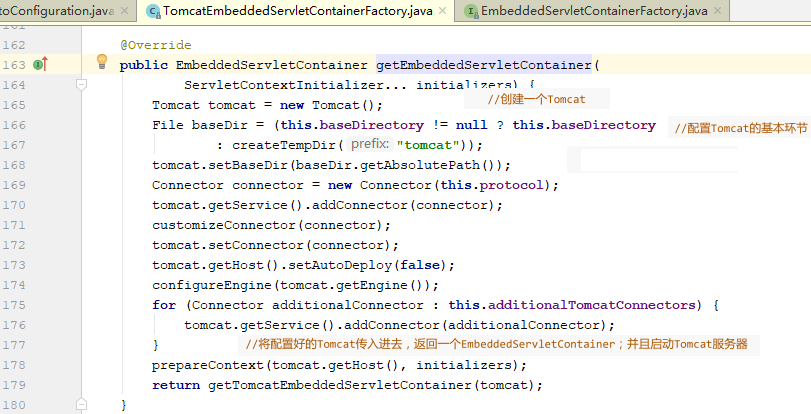 toConfiguration.java × TomcatEmbeddedServletContainerFactory.java × EmbeddedServletContainerFactory.java ×
162 @Override
163 public EmbeddedServletContainer getEmbeddedServletContainer(
164 ServletContextInitializer... initializers) {
165 Tomcat tomcat = new Tomcat(); //创建一个Tomcat
166 File baseDir = (this.baseDirectory != null ? this.baseDirectory //配置Tomcat的基本环节
167 : createTempDir( prefix: "tomcat"));
168 tomcat.setBaseDir(baseDir.getAbsolutePath());
169 Connector connector = new Connector(this.protocol);
170 tomcat.getService().addConnector(connector);
171 customizeConnector(connector);
172 tomcat.setConnector(connector);
173 tomcat.getHost().setAutoDeploy(false);
174 configureEngine(tomcat.getEngine());
175 for (Connector additionalConnector : this.additionalTomcatConnectors) {
176 tomcat.getService().addConnector(additionalConnector);
177 } //将配置好的Tomcat传入进去，返回一个EmbeddedServletContainer；并且启动Tomcat服务器
178 prepareContext(tomcat.getHost(), initializers);
179 return getTomcatEmbeddedServletContainer(tomcat);
180 }